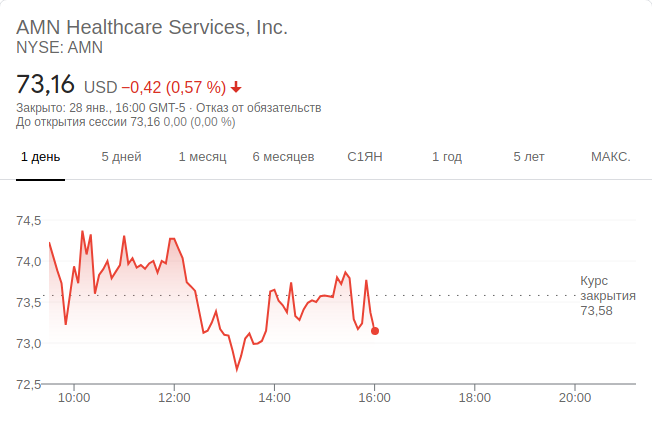 AMN Healthcare Services, Inc.
NYSE: AMN
73,16 USD −0,42 (0,57 %)
Закрыто: 28 янв., 16:00 GMT-5 · Отказ от обязательств
До открытия сессии 73,16 0,00 (0,00 %)
1 день 5 дней 1 месяц 6 месяцев С1ЯН 1 год 5 лет МАКС.
74,5
74,0
73,5
73,0
72,5
Курс
закрытия
73,58
10:00 12:00 14:00 16:00 18:00 20:00